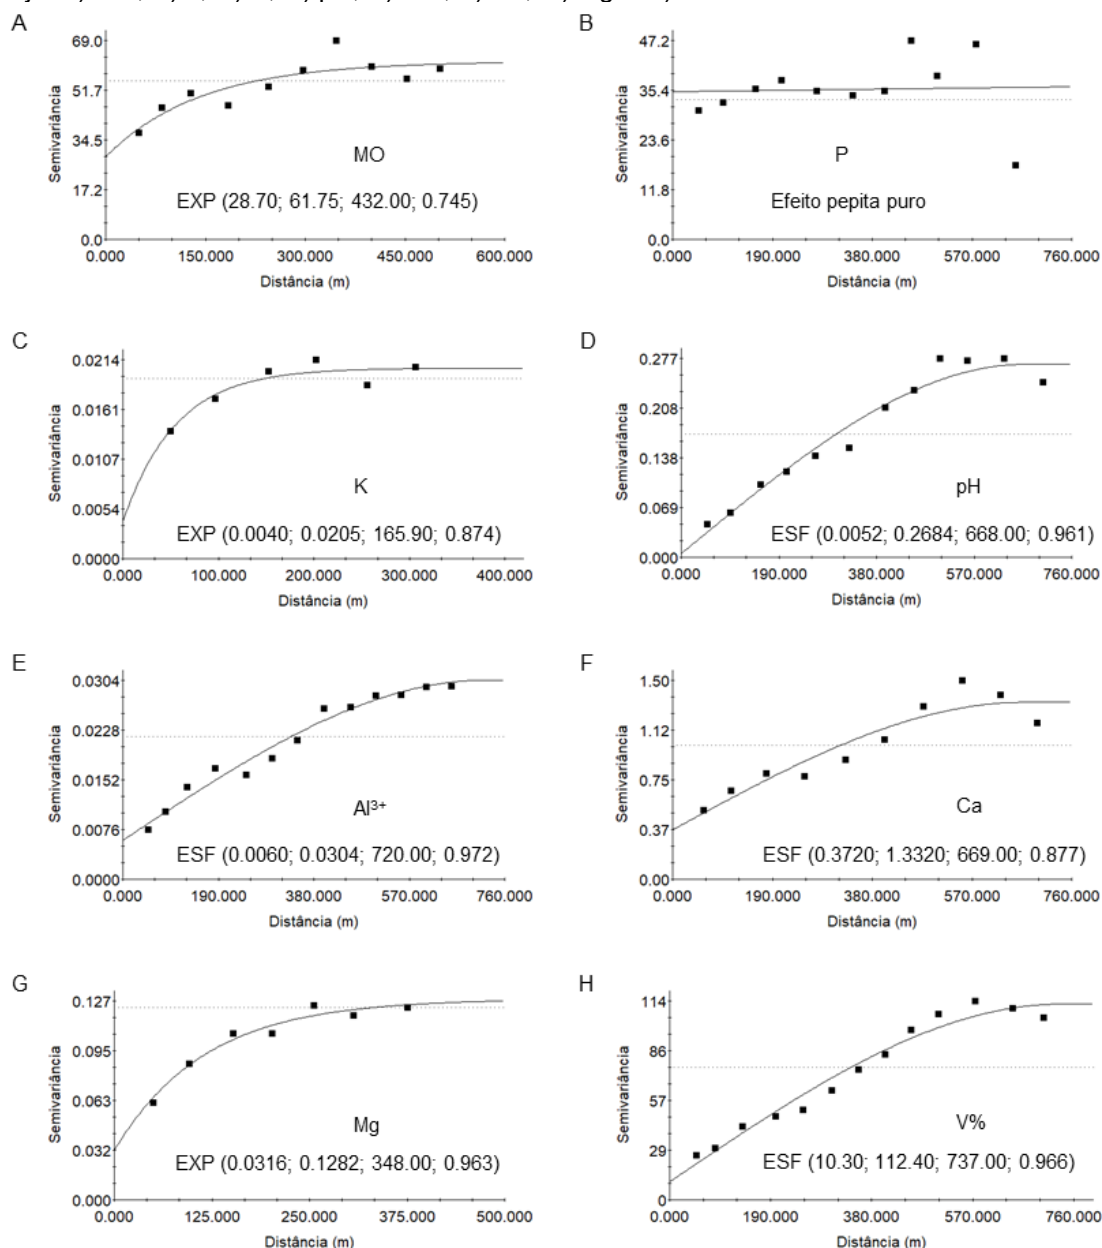 A
Semivariância
69.0
51.7
34.5
17.2
0.0
MO
EXP (28.70; 61.75; 432.00; 0.745)
0.000 150.000 300.000 450.000 600.000
Distância (m)
B
Semivariância
47.2
35.4
23.6
11.8
0.0
P
Efeito pepita puro
0.000 190.000 380.000 570.000 760.000
Distância (m)
C
Semivariância
0.0214
0.0161
0.0107
0.0054
0.0000
K
EXP (0.0040; 0.0205; 165.90; 0.874)
0.000 100.000 200.000 300.000 400.000
Distância (m)
D
Semivariância
0.277
0.208
0.138
0.069
0.000
pH
ESF (0.0052; 0.2684; 668.00; 0.961)
0.000 190.000 380.000 570.000 760.000
Distância (m)
E
Semivariância
0.0304
0.0228
0.0152
0.0076
0.0000
Al³⁺
ESF (0.0060; 0.0304; 720.00; 0.972)
0.000 190.000 380.000 570.000 760.000
Distância (m)
F
Semivariância
1.50
1.12
0.75
0.37
0.00
Ca
ESF (0.3720; 1.3320; 669.00; 0.877)
0.000 190.000 380.000 570.000 760.000
Distância (m)
G
Semivariância
0.127
0.095
0.063
0.032
0.000
Mg
EXP (0.0316; 0.1282; 348.00; 0.963)
0.000 125.000 250.000 375.000 500.000
Distância (m)
H
Semivariância
114
86
57
29
0
V%
ESF (10.30; 112.40; 737.00; 0.966)
0.000 190.000 380.000 570.000 760.000
Distância (m)